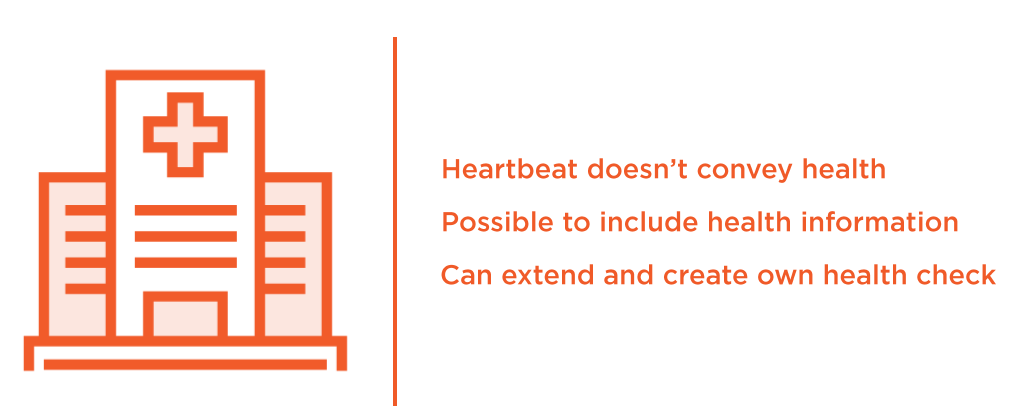 Heartbeat doesn’t convey health
Possible to include health information
Can extend and create own health check